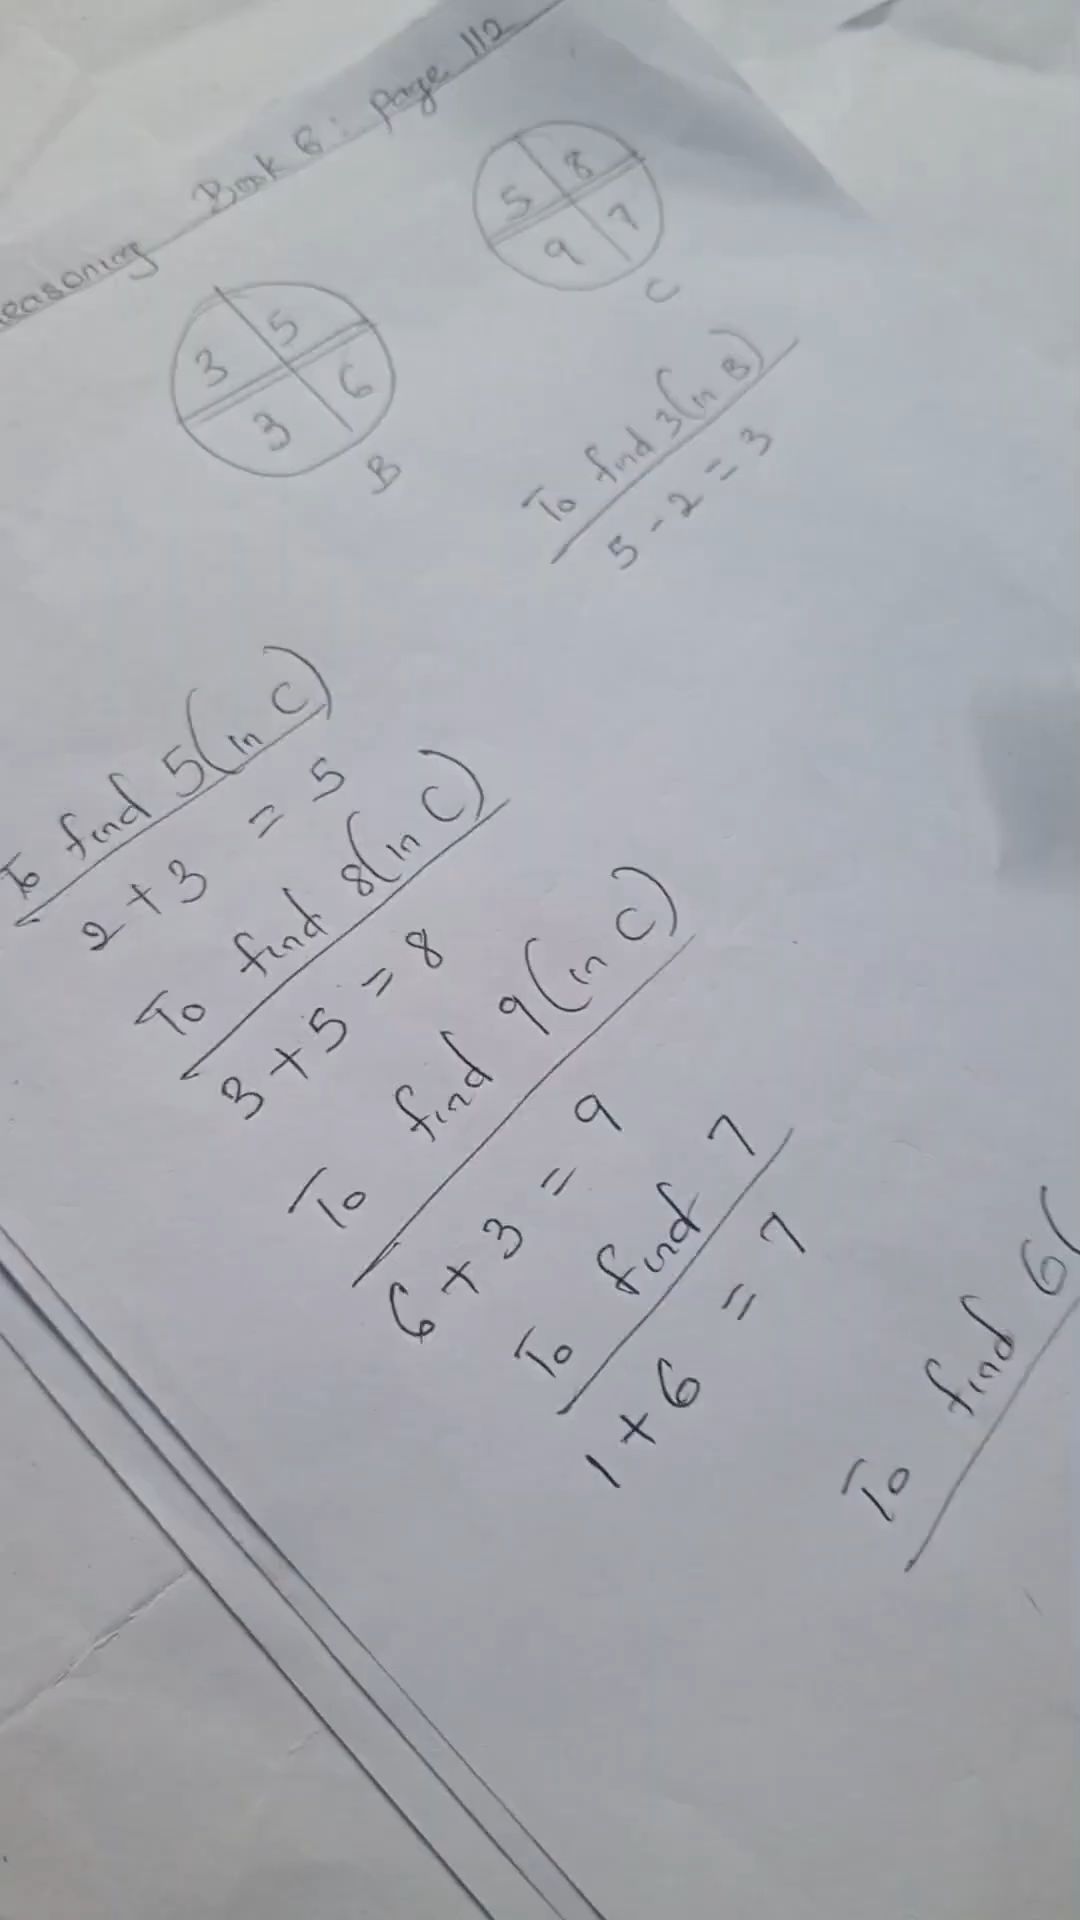 easoning Book 8: page 112
3 5
3 6
B
5 8
9 7
C
To find 3(in B)
5 - 2 = 3
To find 5(in C)
2 + 3 = 5
To find 8(in C)
3 + 5 = 8
To find 9(in C)
6 + 3 = 9
To find 7
1 + 6 = 7
To find 6(